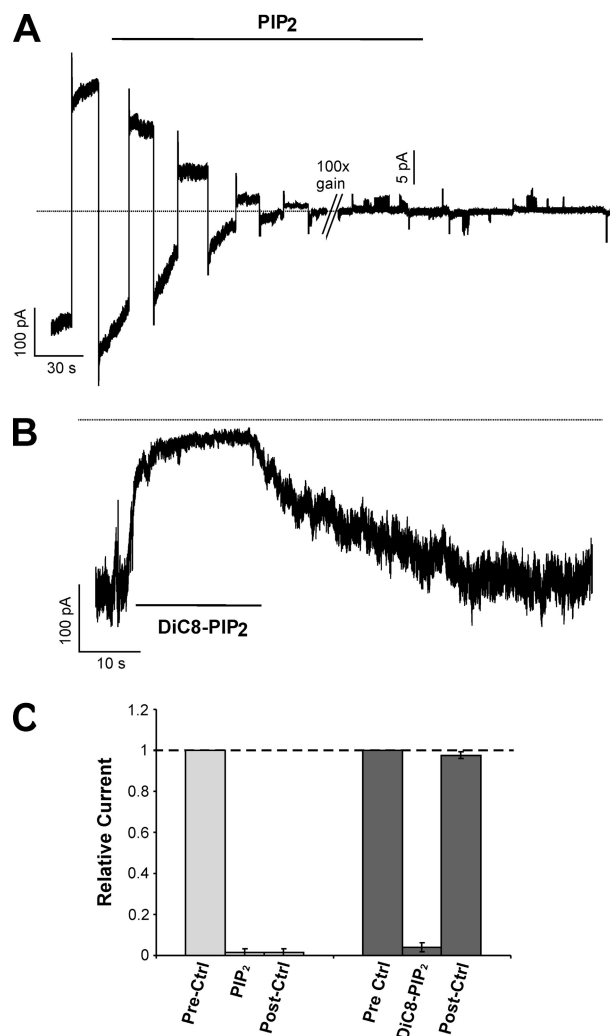 A
PIP₂
100x
gain
5 pA
100 pA
30 s
B
100 pA
10 s
DiC8-PIP₂
C
Relative Current
1.2
1
0.8
0.6
0.4
0.2
0
Pre-Ctrl
PIP₂
Post-Ctrl
Pre Ctrl
DiC8-PIP₂
Post-Ctrl